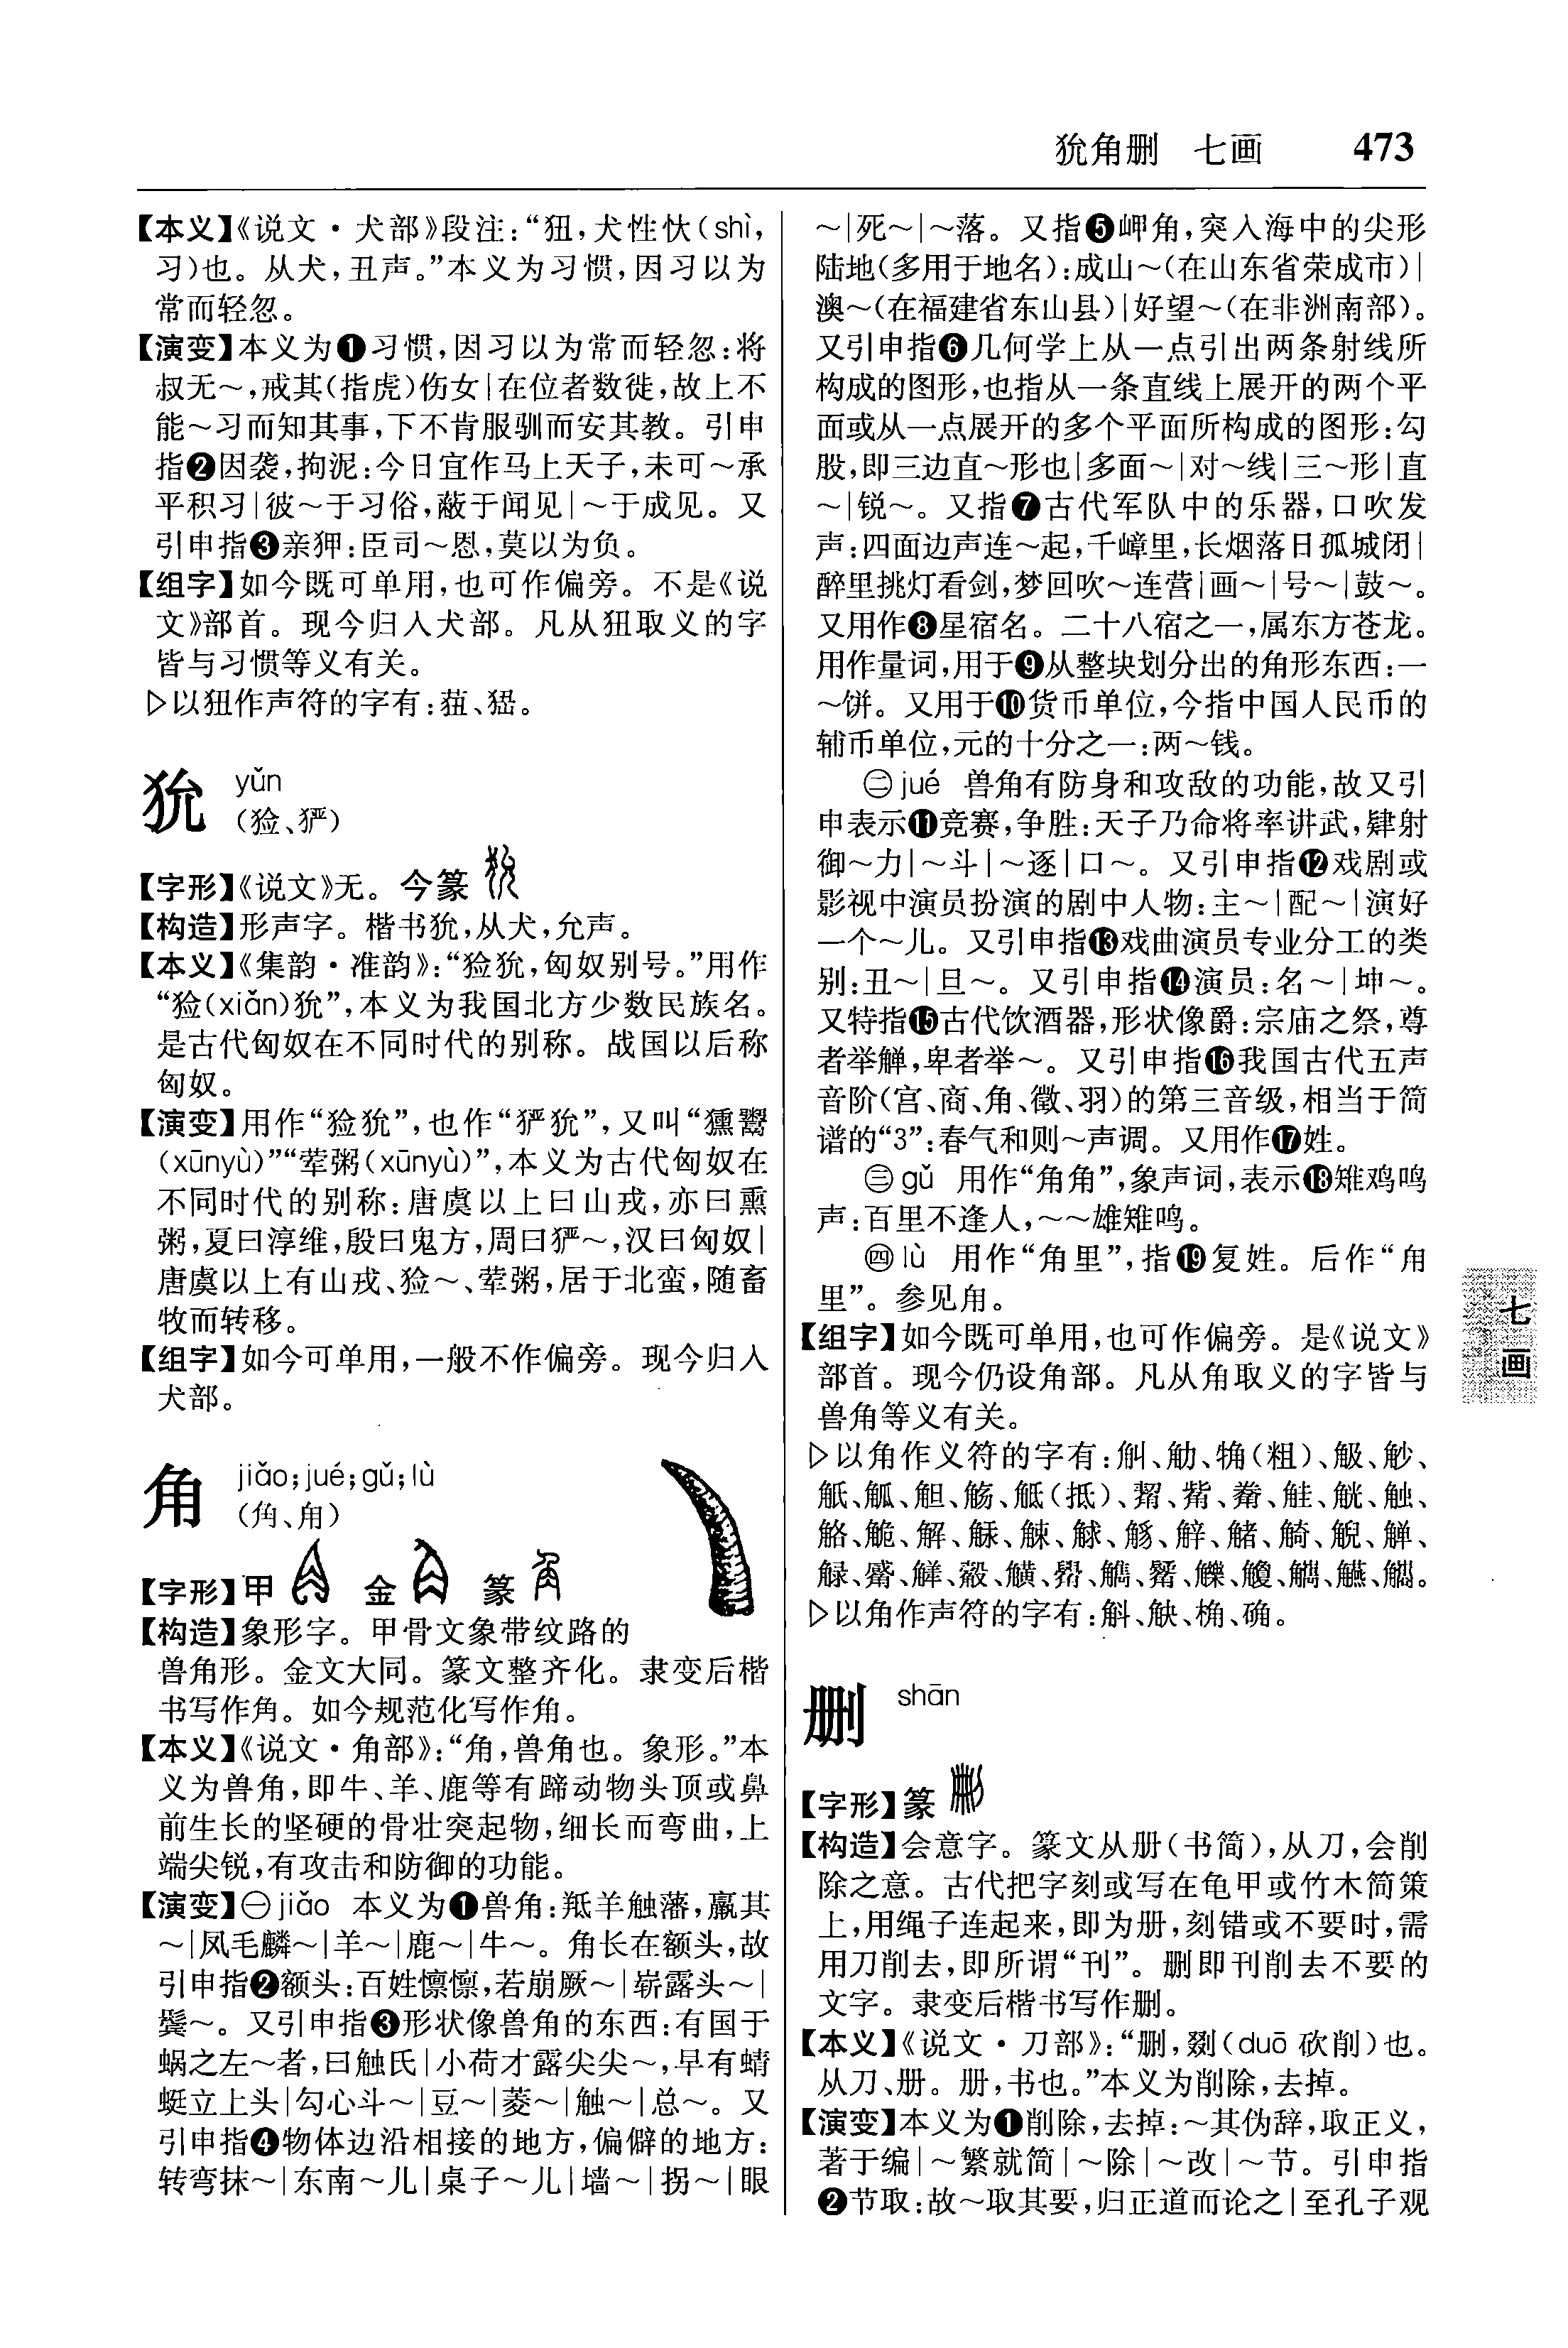 狁角删 七画 473
【本义】《说文·犬部》段注:“狃,犬性忕(shì,
习)也。从犬,丑声。”本义为习惯,因习以为
常而轻忽。
【演变】本义为❶习惯,因习以为常而轻忽:将
叔无～,戒其(指虎)伤女|在位者数徙,故上不
能～习而知其事,下不肯服驯而安其教。引申
指❷因袭,拘泥:今日宜作马上天子,未可～承
平积习|彼～于习俗,蔽于闻见|～于成见。又
引申指❸亲狎:臣司～恩,莫以为负。
【组字】如今既可单用,也可作偏旁。不是《说
文》部首。现今归入犬部。凡从狃取义的字
皆与习惯等义有关。
▷以狃作声符的字有:莥、㺲。
狁 yǔn
(猃、𤞤)
【字形】《说文》无。今篆
【构造】形声字。楷书狁,从犬,允声。
【本义】《集韵·准韵》:“猃狁,匈奴别号。”用作
“猃(xiǎn)狁”,本义为我国北方少数民族名。
是古代匈奴在不同时代的别称。战国以后称
匈奴。
【演变】用作“猃狁”,也作“𤞤狁”,又叫“獯鬻
(xūnyù)”“荤粥(xūnyù)”,本义为古代匈奴在
不同时代的别称:唐虞以上曰山戎,亦曰熏
粥,夏曰淳维,殷曰鬼方,周曰𤞤～,汉曰匈奴|
唐虞以上有山戎、猃～、荤粥,居于北蛮,随畜
牧而转移。
【组字】如今可单用,一般不作偏旁。现今归入
犬部。
角 jiǎo;jué;gǔ;lù
(⻆、甪)
【字形】甲 金 篆
【构造】象形字。甲骨文象带纹路的
兽角形。金文大同。篆文整齐化。隶变后楷
书写作角。如今规范化写作角。
【本义】《说文·角部》:“角,兽角也。象形。”本
义为兽角,即牛、羊、鹿等有蹄动物头顶或鼻
前生长的坚硬的骨壮突起物,细长而弯曲,上
端尖锐,有攻击和防御的功能。
【演变】㊀jiǎo 本义为❶兽角:羝羊触藩,羸其
～|凤毛麟～|羊～|鹿～|牛～。角长在额头,故
引申指❷额头:百姓懔懔,若崩厥～|崭露头～|
鬓～。又引申指❸形状像兽角的东西:有国于
蜗之左～者,曰触氏|小荷才露尖尖～,早有蜻
蜓立上头|勾心斗～|豆～|菱～|触～|总～。又
引申指❹物体边沿相接的地方,偏僻的地方:
转弯抹～|东南～儿|桌子～儿|墙～|拐～|眼
～|死～|～落。又指❺岬角,突入海中的尖形
陆地(多用于地名):成山～(在山东省荣成市)|
澳～(在福建省东山县)|好望～(在非洲南部)。
又引申指❻几何学上从一点引出两条射线所
构成的图形,也指从一条直线上展开的两个平
面或从一点展开的多个平面所构成的图形:勾
股,即三边直～形也|多面～|对～线|三～形|直
～|锐～。又指❼古代军队中的乐器,口吹发
声:四面边声连～起,千嶂里,长烟落日孤城闭|
醉里挑灯看剑,梦回吹～连营|画～|号～|鼓～。
又用作❽星宿名。二十八宿之一,属东方苍龙。
用作量词,用于❾从整块划分出的角形东西:一
～饼。又用于❿货币单位,今指中国人民币的
辅币单位,元的十分之一:两～钱。
㊁jué 兽角有防身和攻敌的功能,故又引
申表示⓫竞赛,争胜:天子乃命将率讲武,肄射
御～力|～斗|～逐|口～。又引申指⓬戏剧或
影视中演员扮演的剧中人物:主～|配～|演好
一个～儿。又引申指⓭戏曲演员专业分工的类
别:丑～|旦～。又引申指⓮演员:名～|坤～。
又特指⓯古代饮酒器,形状像爵:宗庙之祭,尊
者举觯,卑者举～。又引申指⓰我国古代五声
音阶(宫、商、角、徵、羽)的第三音级,相当于简
谱的“3”:春气和则～声调。又用作⓱姓。
㊂gǔ 用作“角角”,象声词,表示⓲雉鸡鸣
声:百里不逢人,～～雄雉鸣。
㊃lù 用作“角里”,指⓳复姓。后作“甪
里”。参见甪。
【组字】如今既可单用,也可作偏旁。是《说文》
部首。现今仍设角部。凡从角取义的字皆与
兽角等义有关。
▷以角作义符的字有:觓、觔、觕(粗)、觙、觘、
觝、觚、觛、觞、觗(抵)、觢、觜、觠、觟、觥、触、
觡、觤、解、觨、觫、觩、觹、觪、觰、觭、觬、觯、
觮、觱、觲、觳、觵、觷、觿。
▷以角作声符的字有:斛、觖、桷、确。
删 shān
【字形】篆
【构造】会意字。篆文从册(书简),从刀,会削
除之意。古代把字刻或写在龟甲或竹木简策
上,用绳子连起来,即为册,刻错或不要时,需
用刀削去,即所谓“刊”。删即刊削去不要的
文字。隶变后楷书写作删。
【本义】《说文·刀部》:“删,剟(duō 砍削)也。
从刀、册。册,书也。”本义为削除,去掉。
【演变】本义为❶削除,去掉:～其伪辞,取正义,
著于编|～繁就简|～除|～改|～节。引申指
❷节取:故～取其要,归正道而论之|至孔子观
七画